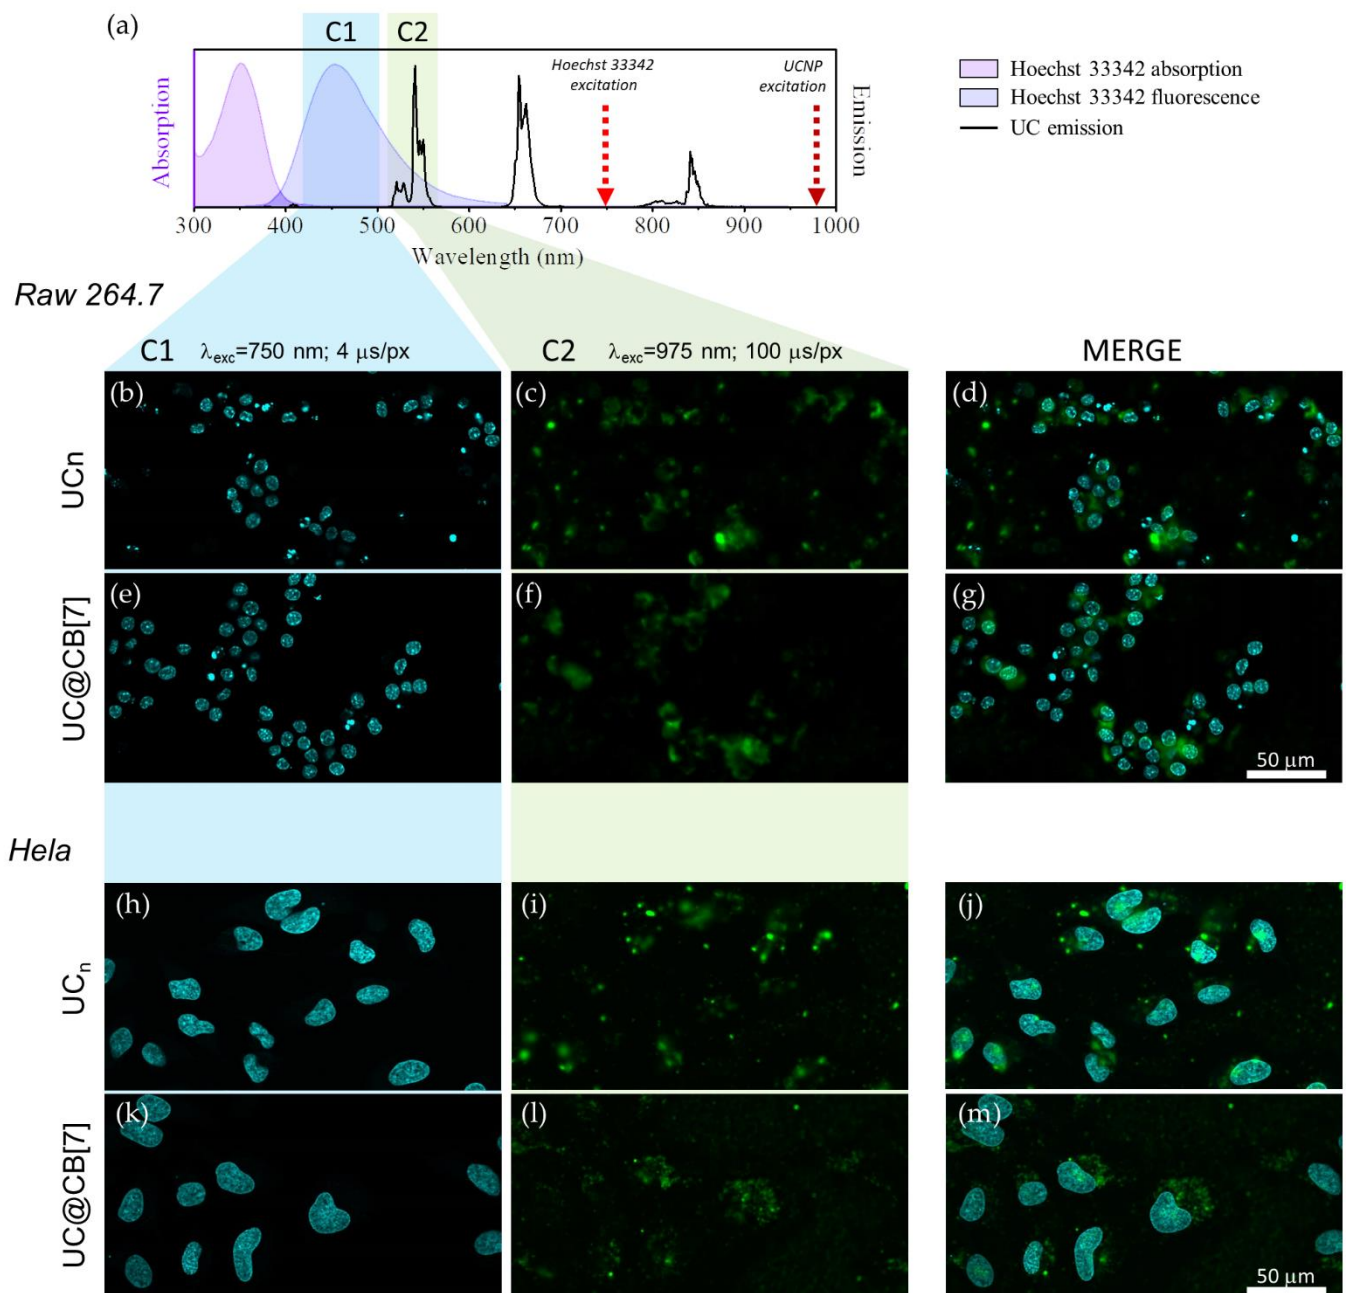 (a)
C1
C2
Hoechst 33342
excitation
UCNP
excitation
Absorption
Emission
300
400
500
600
700
800
900
1000
Wavelength (nm)
Hoechst 33342 absorption
Hoechst 33342 fluorescence
UC emission
Raw 264.7
C1 λexc=750 nm; 4 μs/px
C2 λexc=975 nm; 100 μs/px
MERGE
UCn
(b)
(c)
(d)
UC@CB[7]
(e)
(f)
(g)
50 μm
Hela
UCn
(h)
(i)
(j)
UC@CB[7]
(k)
(l)
(m)
50 μm